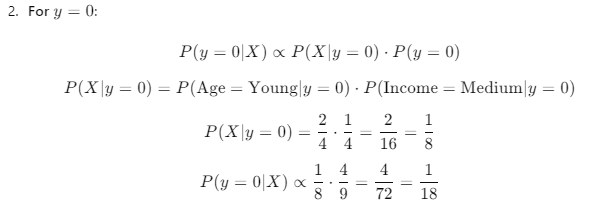 2. For y = 0:
P(y = 0|X) ∝ P(X|y = 0) · P(y = 0)
P(X|y = 0) = P(Age = Young|y = 0) · P(Income = Medium|y = 0)
P(X|y = 0) = 2/4 · 1/4 = 2/16 = 1/8
P(y = 0|X) ∝ 1/8 · 4/9 = 4/72 = 1/18